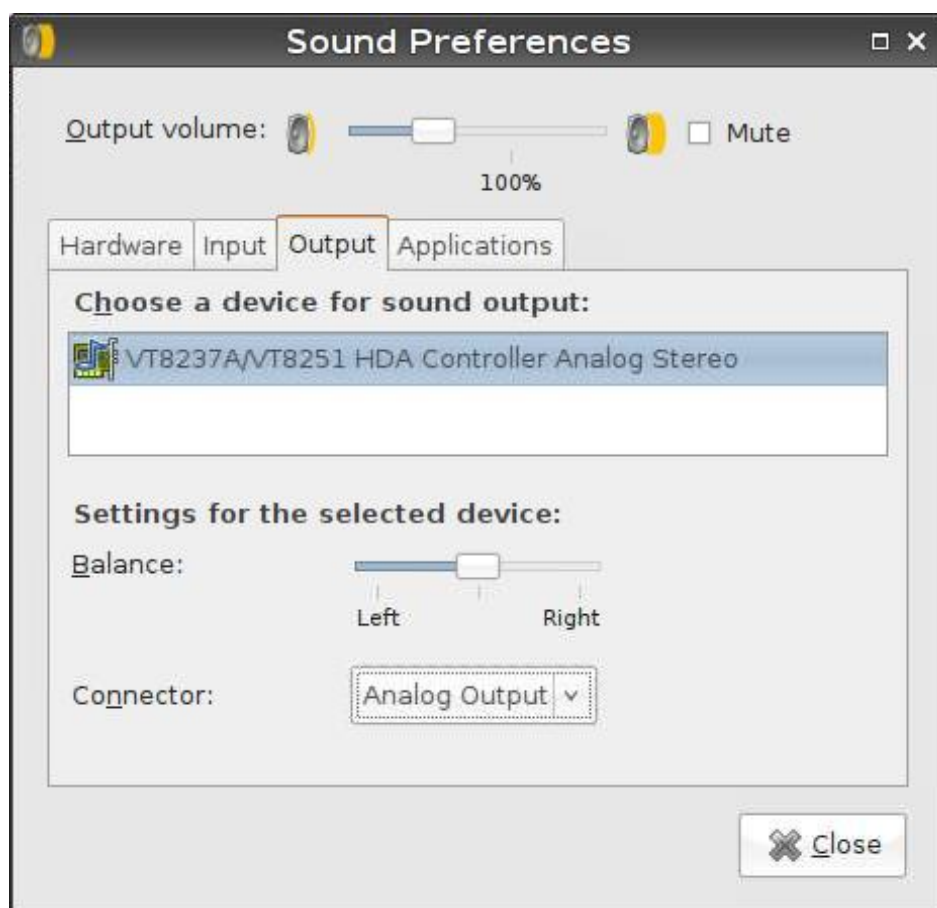 Sound Preferences
Output volume:
Mute
100%
Hardware
Input
Output
Applications
Choose a device for sound output:
VT8237A/VT8251 HDA Controller Analog Stereo
Settings for the selected device:
Balance:
Left
Right
Connector:
Analog Output
Close